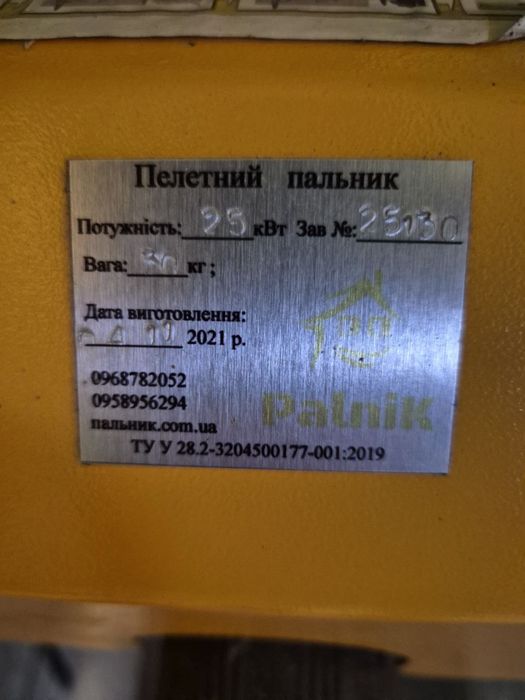 Пелетний пальник
Потужність: 25 кВт Зав №: 25130
Вага: 30 кг;
Дата виготовлення:
11 2021 р.
0968782052
0958956294
пальник.com.ua
PalniK
ТУ У 28.2-3204500177-001:2019